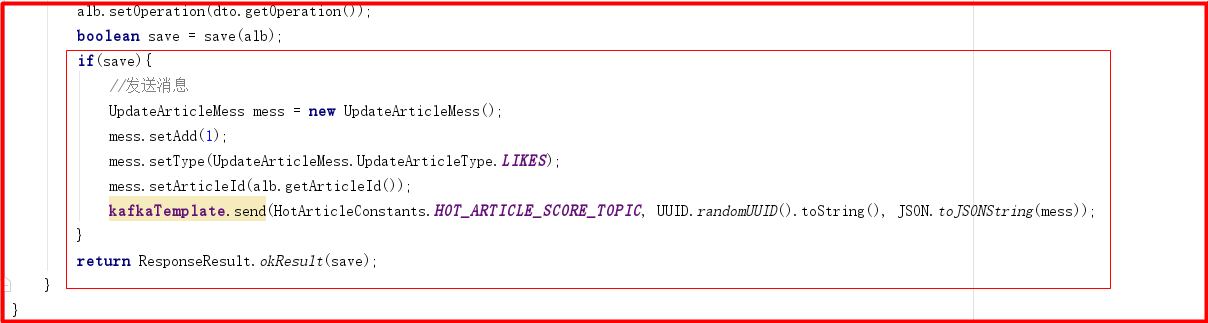 alb.setOperation(dto.getOperation());
boolean save = save(alb);
if(save){
//发送消息
UpdateArticleMess mess = new UpdateArticleMess();
mess.setAdd(1);
mess.setType(UpdateArticleMess.UpdateArticleType.LIKES);
mess.setArticleId(alb.getArticleId());
kafkaTemplate.send(HotArticleConstants.HOT_ARTICLE_SCORE_TOPIC, UUID.randomUUID().toString(), JSON.toJSONString(mess));
}
return ResponseResult.okResult(save);
}
}